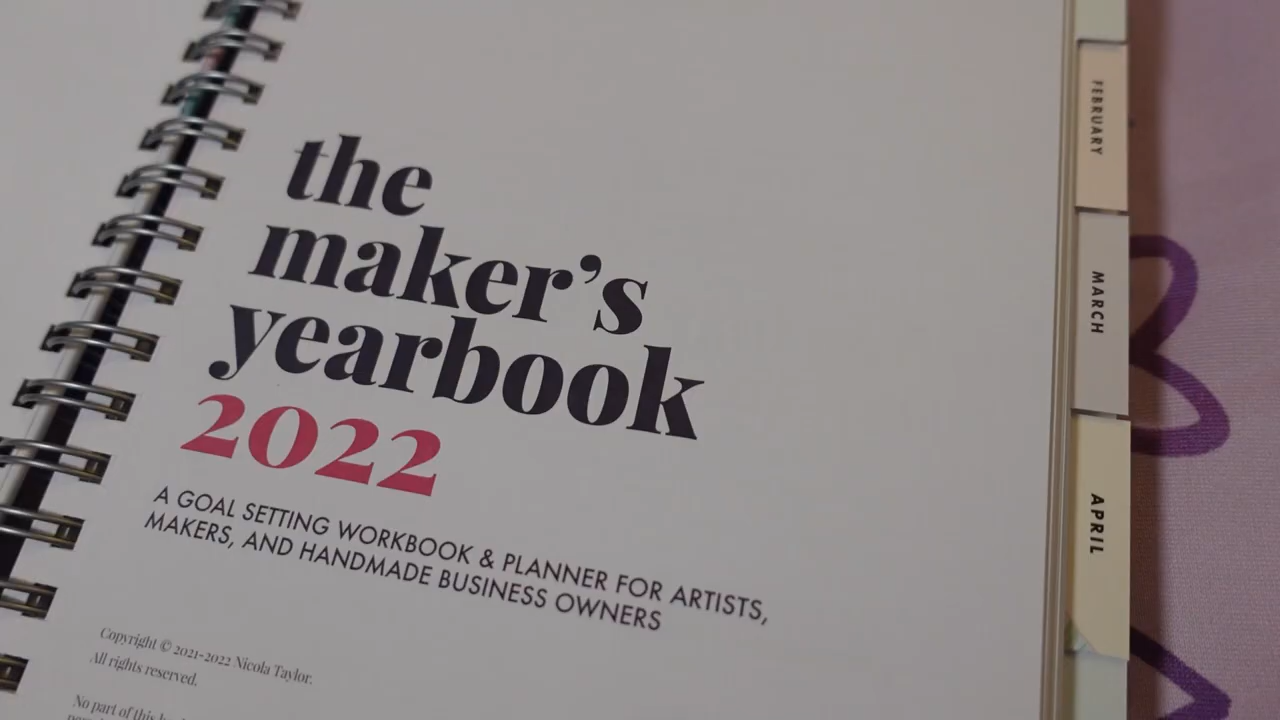 the
maker's
yearbook
2022
A GOAL SETTING WORKBOOK & PLANNER FOR ARTISTS,
MAKERS, AND HANDMADE BUSINESS OWNERS
Copyright © 2021-2022 Nicola Taylor.
All rights reserved.
No part of this
FEBRUARY
MARCH
APRIL